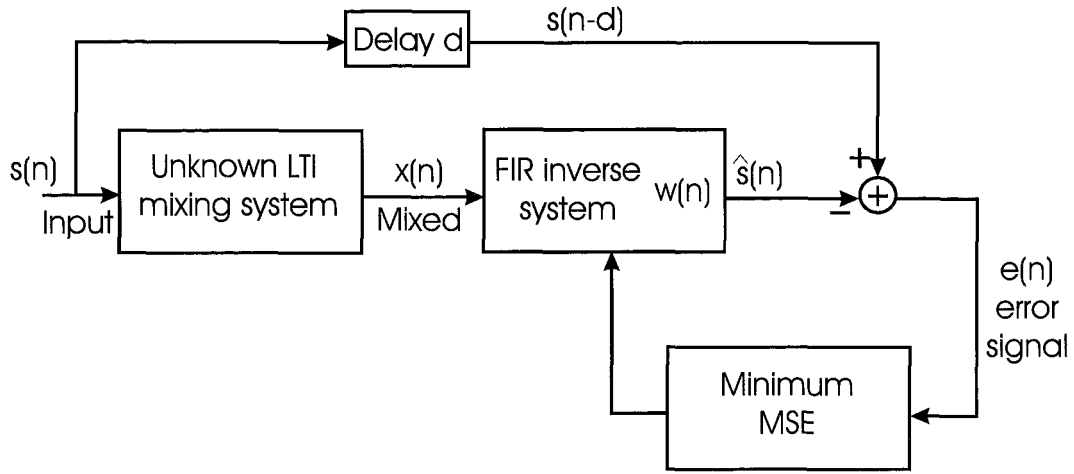 s(n-d)
Delay d
s(n)
Input
Unknown LTI
mixing system
x(n)
Mixed
FIR inverse
system
w(n)
ŝ(n)
+
−
+
e(n)
error
signal
Minimum
MSE